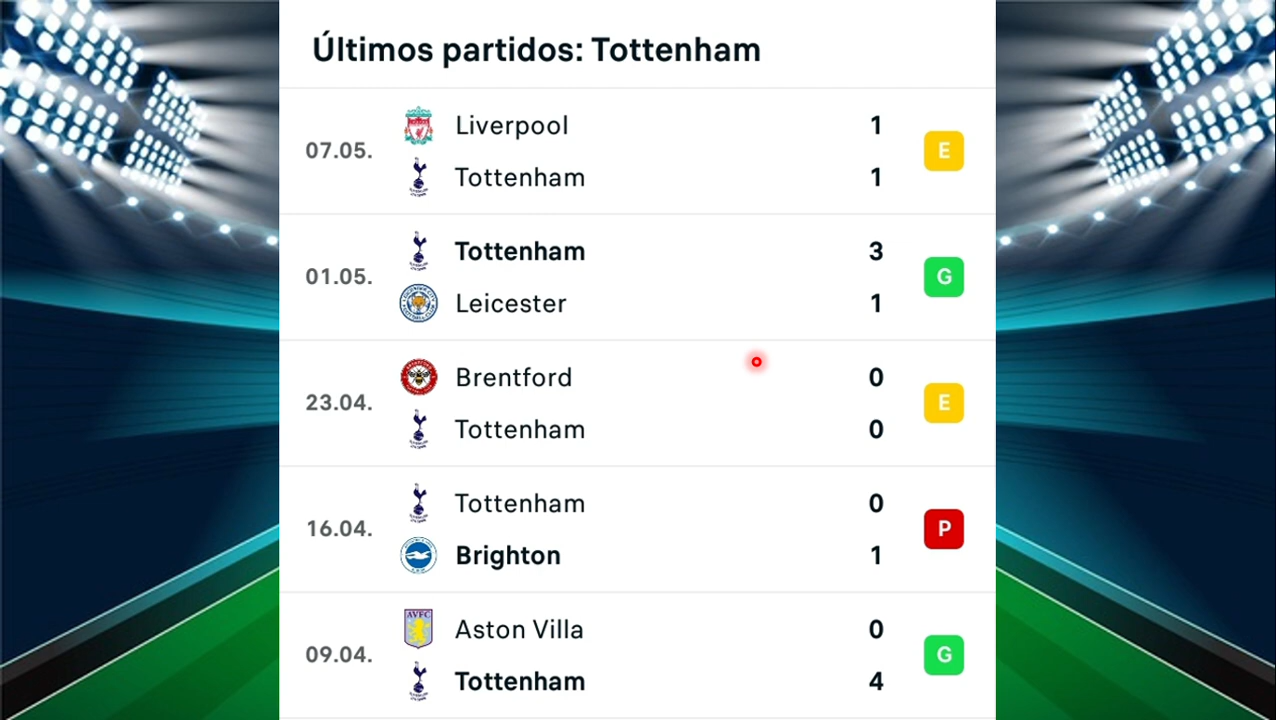 Últimos partidos: Tottenham
07.05.
Liverpool 1
Tottenham 1
E
01.05.
Tottenham 3
Leicester 1
G
23.04.
Brentford 0
Tottenham 0
E
16.04.
Tottenham 0
Brighton 1
P
09.04.
AVFC
Aston Villa 0
Tottenham 4
G